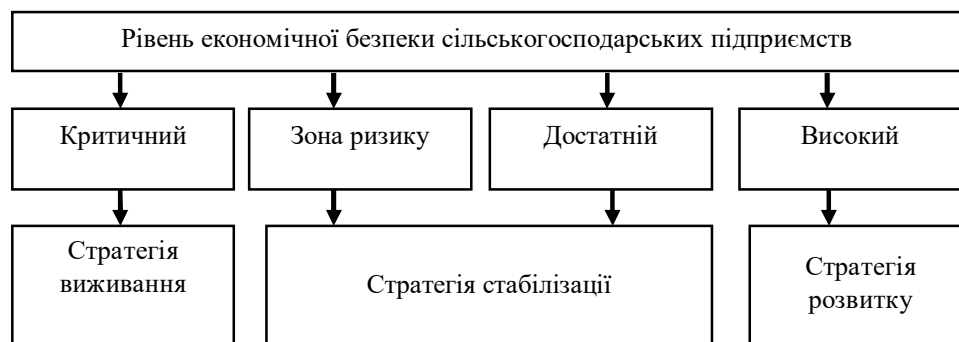 Рівень економічної безпеки сільськогосподарських підприємств
Критичний
Зона ризику
Достатній
Високий
Стратегія
виживання
Стратегія стабілізації
Стратегія
розвитку